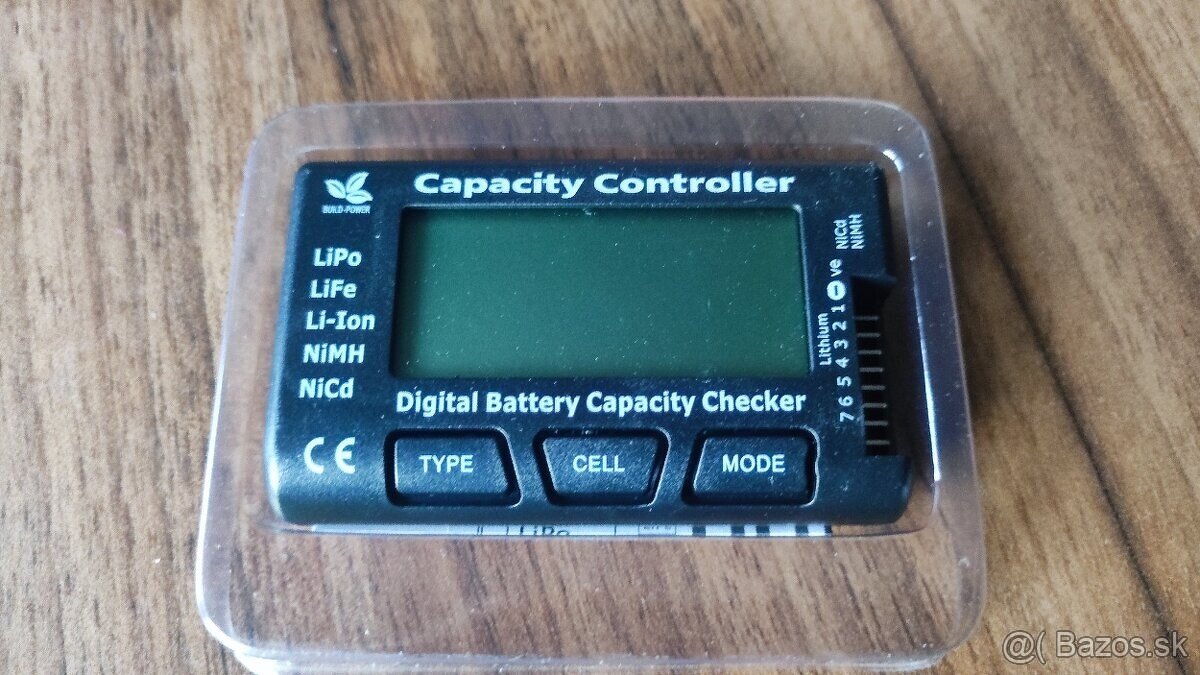 Capacity Controller
BUILD-POWER
LiPo
LiFe
Li-Ion
NiMH
NiCd
NiCd
NiMH
ve
Lithium
7 6 5 4 3 2 1
Digital Battery Capacity Checker
CE
TYPE
CELL
MODE
LiPo
@( Bazos.sk